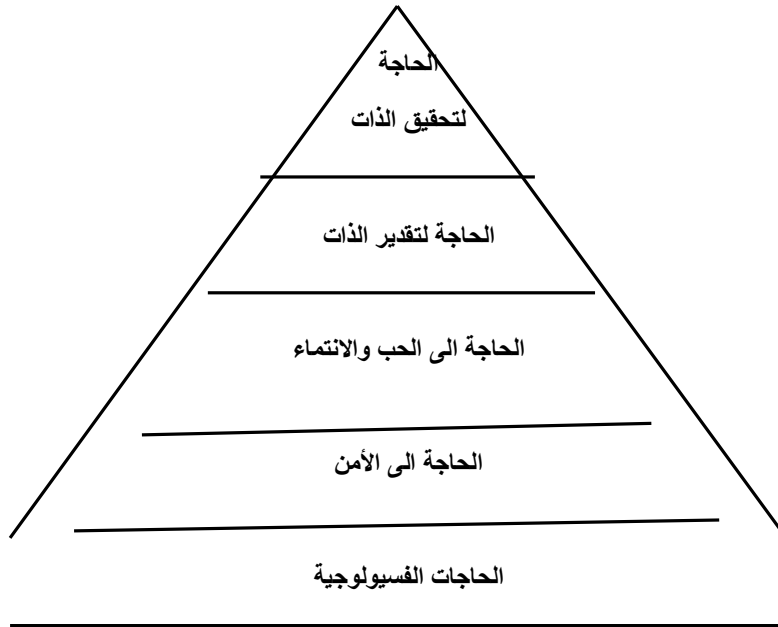 الحاجة
لتحقيق الذات
الحاجة لتقدير الذات
الحاجة الى الحب والانتماء
الحاجة الى الأمن
الحاجات الفسيولوجية